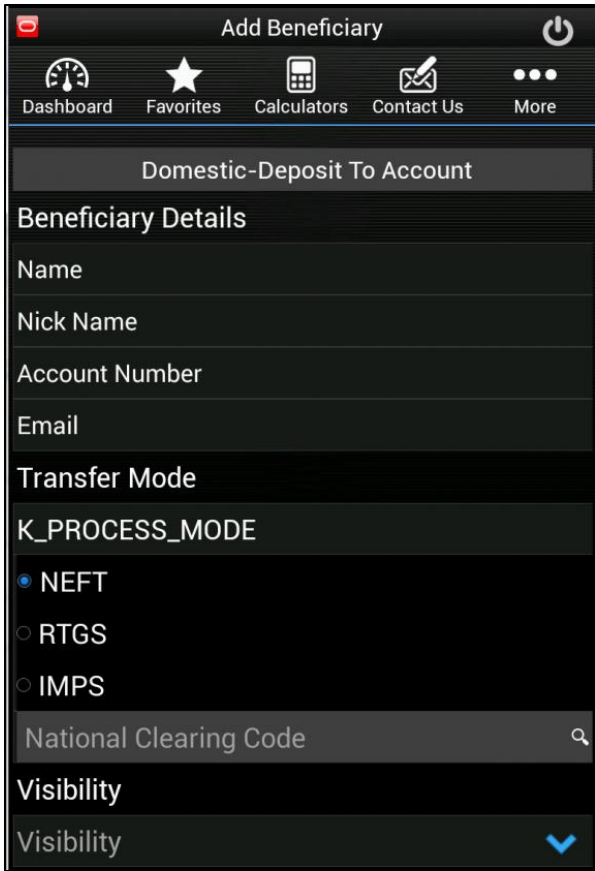 Add Beneficiary
Dashboard Favorites Calculators Contact Us More
Domestic-Deposit To Account
Beneficiary Details
Name
Nick Name
Account Number
Email
Transfer Mode
K_PROCESS_MODE
NEFT
RTGS
IMPS
National Clearing Code
Visibility
Visibility